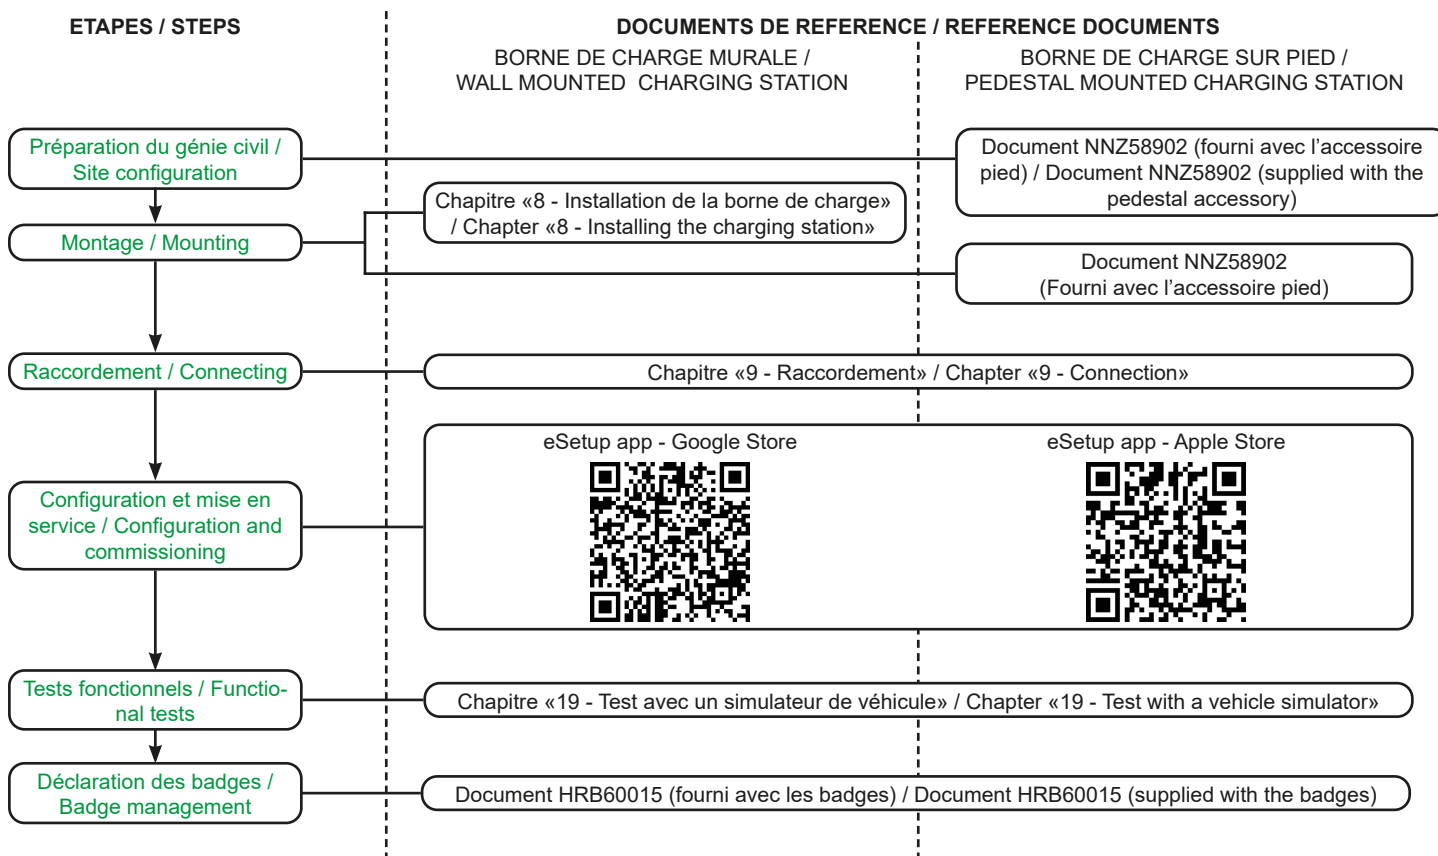 ETAPES / STEPS
DOCUMENTS DE REFERENCE / REFERENCE DOCUMENTS
BORNE DE CHARGE MURALE /
WALL MOUNTED CHARGING STATION
BORNE DE CHARGE SUR PIED /
PEDESTAL MOUNTED CHARGING STATION
Préparation du génie civil /
Site configuration
Document NNZ58902 (fourni avec l’accessoire
pied) / Document NNZ58902 (supplied with the
pedestal accessory)
Montage / Mounting
Chapitre «8 - Installation de la borne de charge»
/ Chapter «8 - Installing the charging station»
Document NNZ58902
(Fourni avec l’accessoire pied)
Raccordement / Connecting
Chapitre «9 - Raccordement» / Chapter «9 - Connection»
Configuration et mise en
service / Configuration and
commissioning
eSetup app - Google Store
eSetup app - Apple Store
Tests fonctionnels / Functio-
nal tests
Chapitre «19 - Test avec un simulateur de véhicule» / Chapter «19 - Test with a vehicle simulator»
Déclaration des badges /
Badge management
Document HRB60015 (fourni avec les badges) / Document HRB60015 (supplied with the badges)